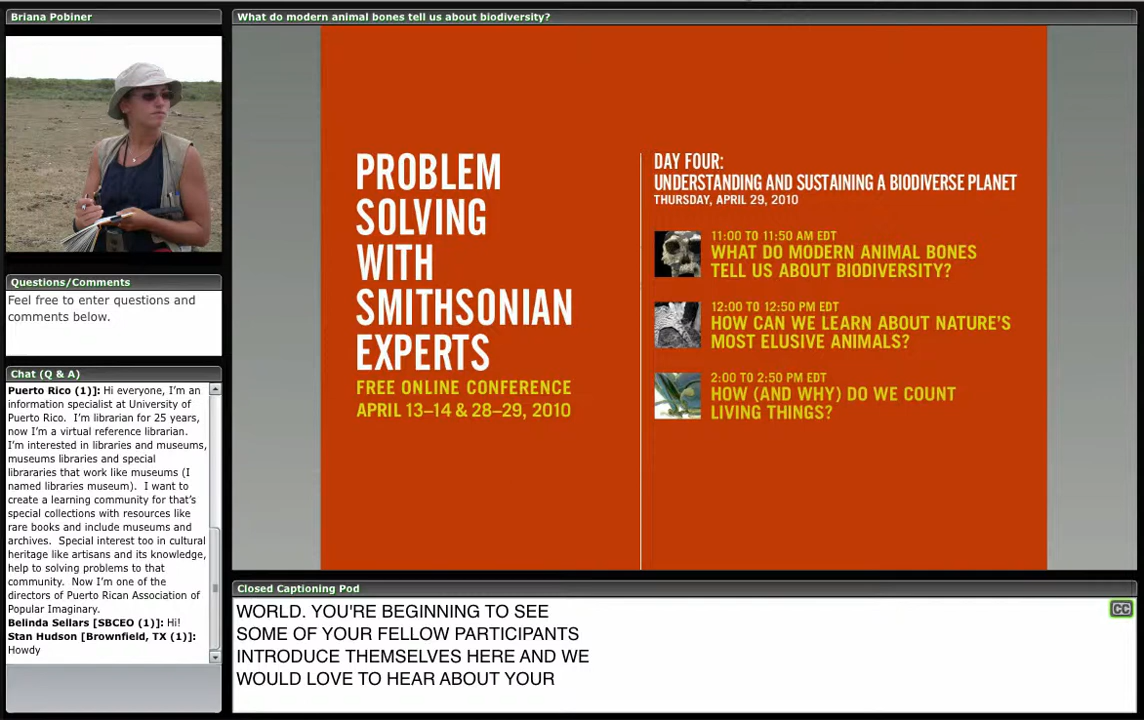 Briana Pobiner
What do modern animal bones tell us about biodiversity?
Questions/Comments
Feel free to enter questions and
comments below.
Chat (Q & A)
Puerto Rico (1)]: Hi everyone, I'm an
information specialist at University of
Puerto Rico. I'm librarian for 25 years,
now I'm a virtual reference librarian.
I'm interested in libraries and museums,
museums libraries and special
librararies that work like museums (I
named libraries museum). I want to
create a learning community for that's
special collections with resources like
rare books and include museums and
archives. Special interest too in cultural
heritage like artisans and its knowledge,
help to solving problems to that
community. Now I'm one of the
directors of Puerto Rican Association of
Popular Imaginary.
Belinda Sellars [SBCEO (1)]: Hi!
Stan Hudson [Brownfield, TX (1)]:
Howdy
PROBLEM
SOLVING
WITH
SMITHSONIAN
EXPERTS
FREE ONLINE CONFERENCE
APRIL 13–14 & 28–29, 2010
DAY FOUR:
UNDERSTANDING AND SUSTAINING A BIODIVERSE PLANET
THURSDAY, APRIL 29, 2010
11:00 TO 11:50 AM EDT
WHAT DO MODERN ANIMAL BONES
TELL US ABOUT BIODIVERSITY?
12:00 TO 12:50 PM EDT
HOW CAN WE LEARN ABOUT NATURE'S
MOST ELUSIVE ANIMALS?
2:00 TO 2:50 PM EDT
HOW (AND WHY) DO WE COUNT
LIVING THINGS?
Closed Captioning Pod
WORLD. YOU'RE BEGINNING TO SEE
SOME OF YOUR FELLOW PARTICIPANTS
INTRODUCE THEMSELVES HERE AND WE
WOULD LOVE TO HEAR ABOUT YOUR
CC